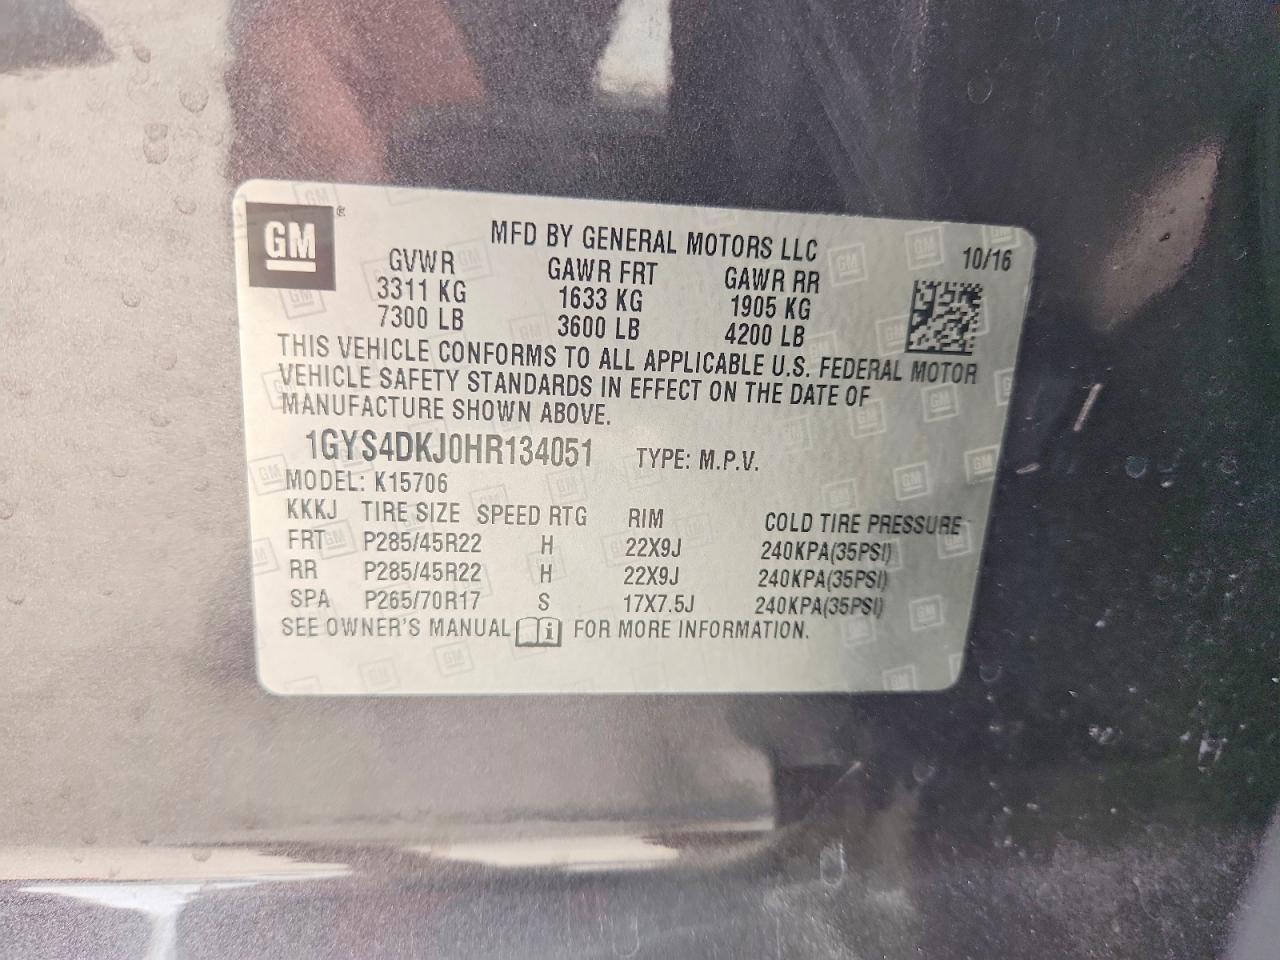 GM
MFD BY GENERAL MOTORS LLC 10/16
GVWR GAWR FRT GAWR RR
3311 KG 1633 KG 1905 KG
7300 LB 3600 LB 4200 LB
THIS VEHICLE CONFORMS TO ALL APPLICABLE U.S. FEDERAL MOTOR
VEHICLE SAFETY STANDARDS IN EFFECT ON THE DATE OF
MANUFACTURE SHOWN ABOVE.
1GYS4DKJ0HR134051 TYPE: M.P.V.
MODEL: K15706
KKKJ TIRE SIZE SPEED RTG RIM COLD TIRE PRESSURE
FRT P285/45R22 H 22X9J 240KPA(35PSI)
RR P285/45R22 H 22X9J 240KPA(35PSI)
SPA P265/70R17 S 17X7.5J 240KPA(35PSI)
SEE OWNER'S MANUAL i FOR MORE INFORMATION.